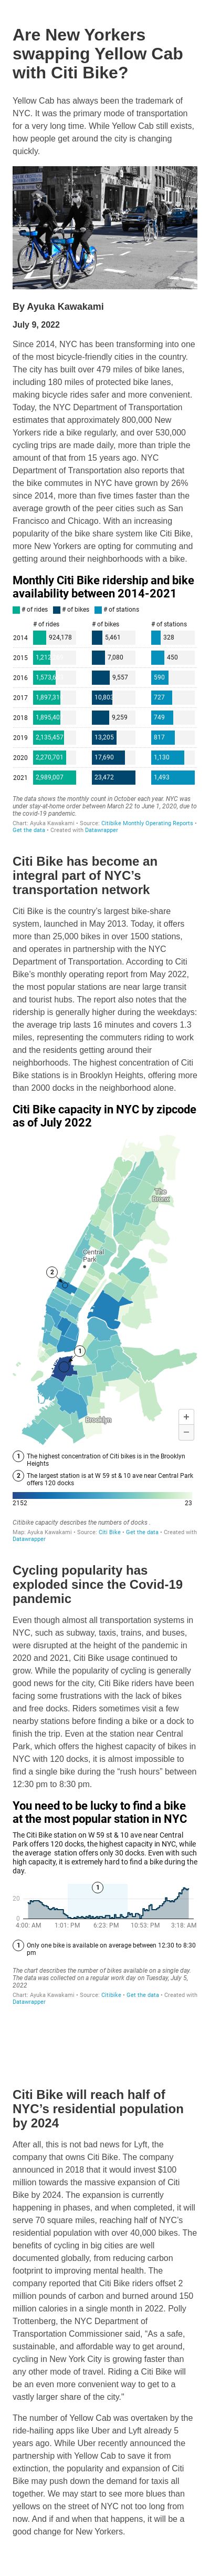 Are New Yorkers
swapping Yellow Cab
with Citi Bike?
Yellow Cab has always been the trademark of
NYC. It was the primary mode of transportation
for a very long time. While Yellow Cab still exists,
how people get around the city is changing
quickly.
By Ayuka Kawakami
July 9, 2022
Since 2014, NYC has been transforming into one
of the most bicycle-friendly cities in the country.
The city has built over 479 miles of bike lanes,
including 180 miles of protected bike lanes,
making bicycle rides safer and more convenient.
Today, the NYC Department of Transportation
estimates that approximately 800,000 New
Yorkers ride a bike regularly, and over 530,000
cycling trips are made daily, more than triple the
amount of that from 15 years ago. NYC
Department of Transportation also reports that
the bike commutes in NYC have grown by 26%
since 2014, more than five times faster than the
average growth of the peer cities such as San
Francisco and Chicago. With an increasing
popularity of the bike-share system like Citi Bike,
more New Yorkers are opting for commuting and
getting around their neighborhoods with a bike.
Monthly Citi Bike ridership and bike
availability between 2014-2021
# of rides # of bikes # of stations
# of rides # of bikes # of stations
2014 924,178 5,461 328
2015 7,080 450
2016 9,557 590
2017 727
2018 9,259 749
2019 2,135,457 13,205 817
2020 2,270,701 17,690 1,130
2021 2,989,007 23,472 1,493
The data shows the monthly count in October each year. NYC was
under stay-at-home order between March 22 to June 6, 2020, due to
the covid-19 pandemic.
Chart: Ayuka Kawakami • Source: Citibike Monthly Operating Reports •
Get the data • Created with Datawrapper
Citi Bike has become an
integral part of NYC’s
transportation network
Citi Bike is the country’s largest bike-share
system, launched in May 2013. Today, it offers
more than 25,000 bikes in over 1500 stations,
and operates in partnership with the NYC
Department of Transportation. According to Citi
Bike’s monthly operating report from May 2022,
the most popular stations are near large transit
and tourist hubs. The report also notes that the
ridership is generally higher during the weekdays:
the average trip lasts 16 minutes and covers 1.3
miles, representing the commuters riding to work
and the residents getting around their
neighborhoods. The highest concentration of Citi
Bike stations is in Brooklyn Heights, offering more
than 2000 docks in the neighborhood alone.
Citi Bike capacity in NYC by zipcode
as of July 2022
The
Bronx
Central
Park
2
1
Brooklyn
+
−
1 The highest concentration of Citi bikes is in the Brooklyn
Heights
2 The largest station is at W 59 st & 10 ave near Central Park
offers 120 docks
2152 23
Citibike capacity describes the numbers of docks .
Map: Ayuka Kawakami • Source: Citi Bike • Get the data • Created with
Datawrapper
Cycling popularity has
exploded since the Covid-19
pandemic
Even though almost all transportation systems in
NYC, such as subway, taxis, trains, and buses,
were disrupted at the height of the pandemic in
2020 and 2021, Citi Bike usage continued to
grow. While the popularity of cycling is generally
good news for the city, Citi Bike riders have been
facing some frustrations with the lack of bikes
and free docks. Riders sometimes visit a few
nearby stations before finding a bike or a dock to
finish the trip. Even at the station near Central
Park, which offers the highest capacity of bikes in
NYC with 120 docks, it is almost impossible to
find a single bike during the “rush hours” between
12:30 pm to 8:30 pm.
You need to be lucky to find a bike
at the most popular station in NYC
The Citi Bike station on W 59 st & 10 ave near Central
Park offers 120 docks, the highest capacity in NYC, while
the average station offers only 30 docks. Even with such
high capacity, it is extremely hard to find a bike during the
day.
1
20
0
4:00: AM 1:01: PM 6:23: PM 10:53: PM 3:18: AM
1 Only one bike is available on average between 12:30 to 8:30
pm
The chart describes the number of bikes available on a single day.
The data was collected on a regular work day on Tuesday, July 5,
2022
Chart: Ayuka Kawakami • Source: Citibike • Get the data • Created with
Datawrapper
Citi Bike will reach half of
NYC’s residential population
by 2024
After all, this is not bad news for Lyft, the
company that owns Citi Bike. The company
announced in 2018 that it would invest $100
million towards the massive expansion of Citi
Bike by 2024. The expansion is currently
happening in phases, and when completed, it will
serve 70 square miles, reaching half of NYC’s
residential population with over 40,000 bikes. The
benefits of cycling in big cities are well
documented globally, from reducing carbon
footprint to improving mental health. The
company reported that Citi Bike riders offset 2
million pounds of carbon and burned around 150
million calories in a single month in 2022. Polly
Trottenberg, the NYC Department of
Transportation Commissioner said, “As a safe,
sustainable, and affordable way to get around,
cycling in New York City is growing faster than
any other mode of travel. Riding a Citi Bike will
be an even more convenient way to get to a
vastly larger share of the city.”
The number of Yellow Cab was overtaken by the
ride-hailing apps like Uber and Lyft already 5
years ago. While Uber recently announced the
partnership with Yellow Cab to save it from
extinction, the popularity and expansion of Citi
Bike may push down the demand for taxis all
together. We may start to see more blues than
yellows on the street of NYC not too long from
now. And if and when that happens, it will be a
good change for New Yorkers.